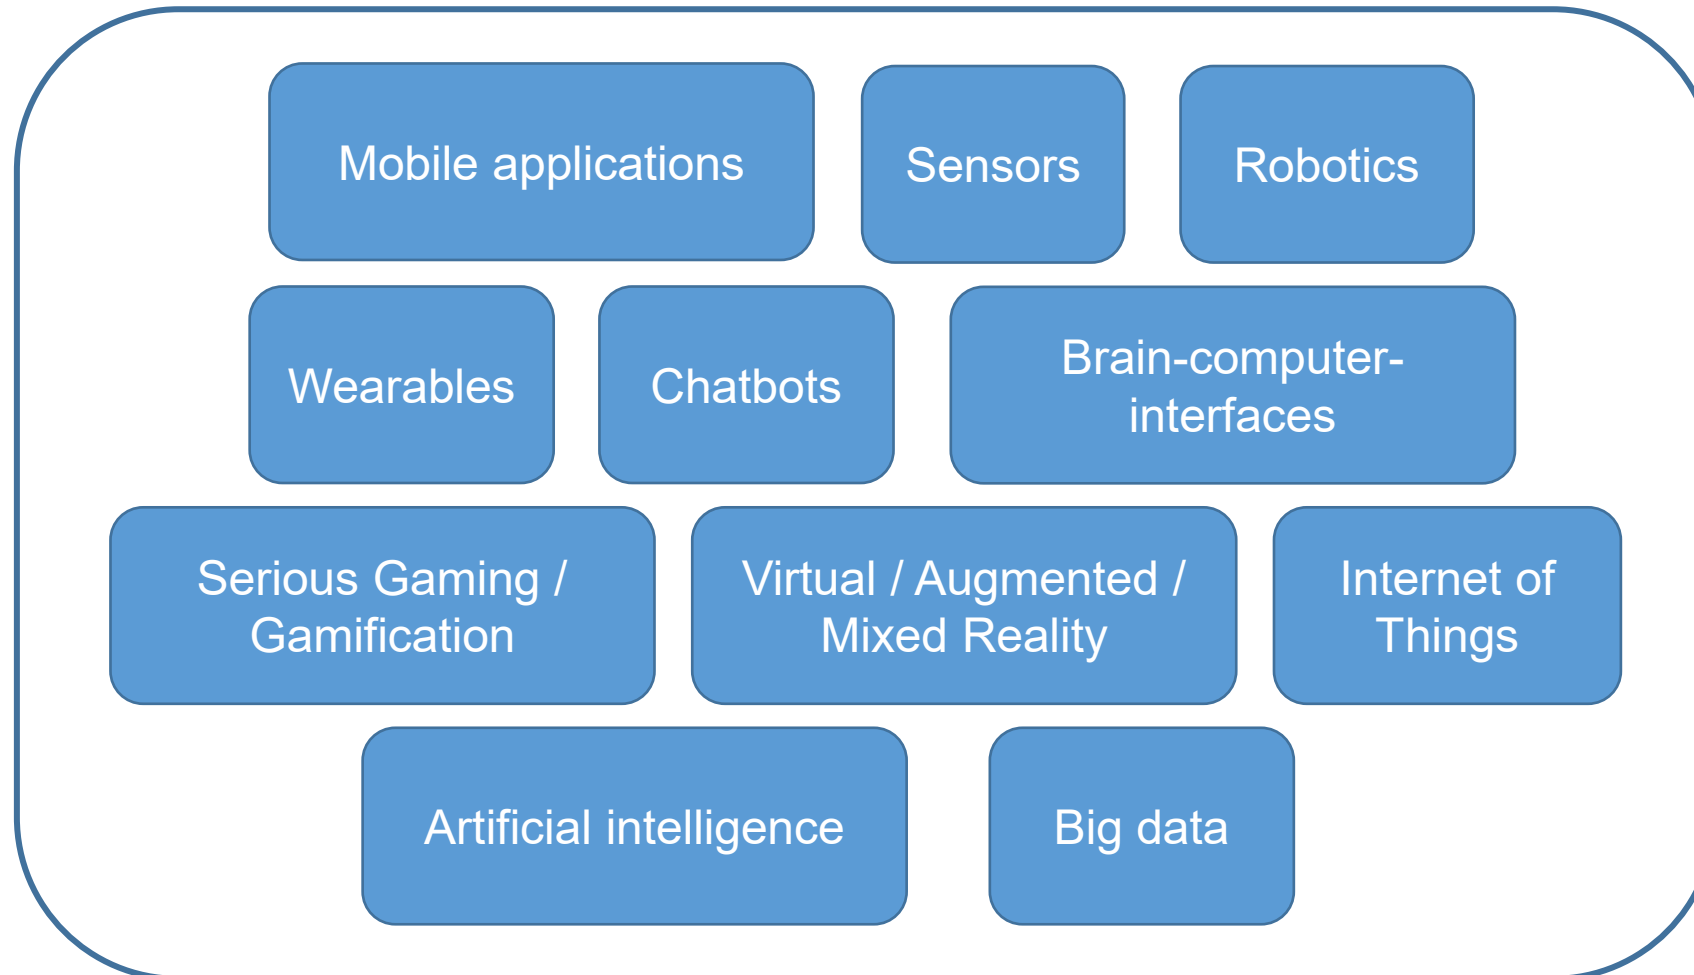 Mobile applications
Sensors
Robotics
Wearables
Chatbots
Brain-computer-
interfaces
Serious Gaming /
Gamification
Virtual / Augmented /
Mixed Reality
Internet of
Things
Artificial intelligence
Big data